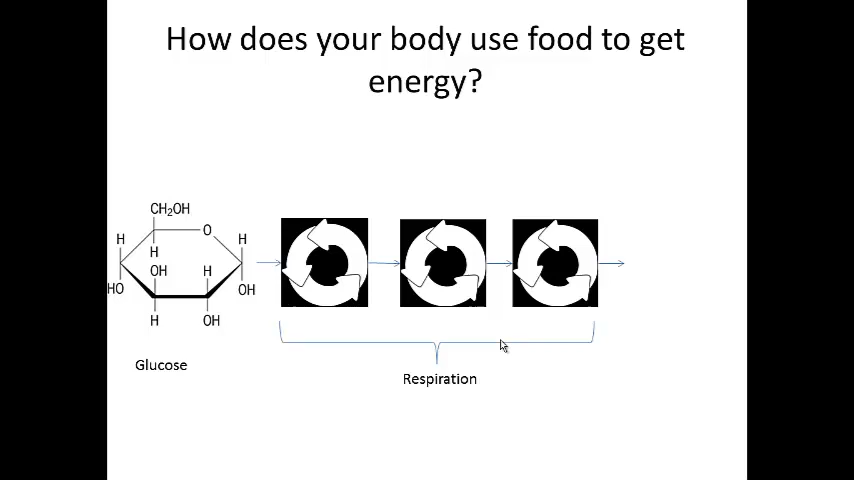 How does your body use food to get
energy?
CH₂OH
O
H
H
H
OH
H
HO
OH
H
OH
Glucose
Respiration